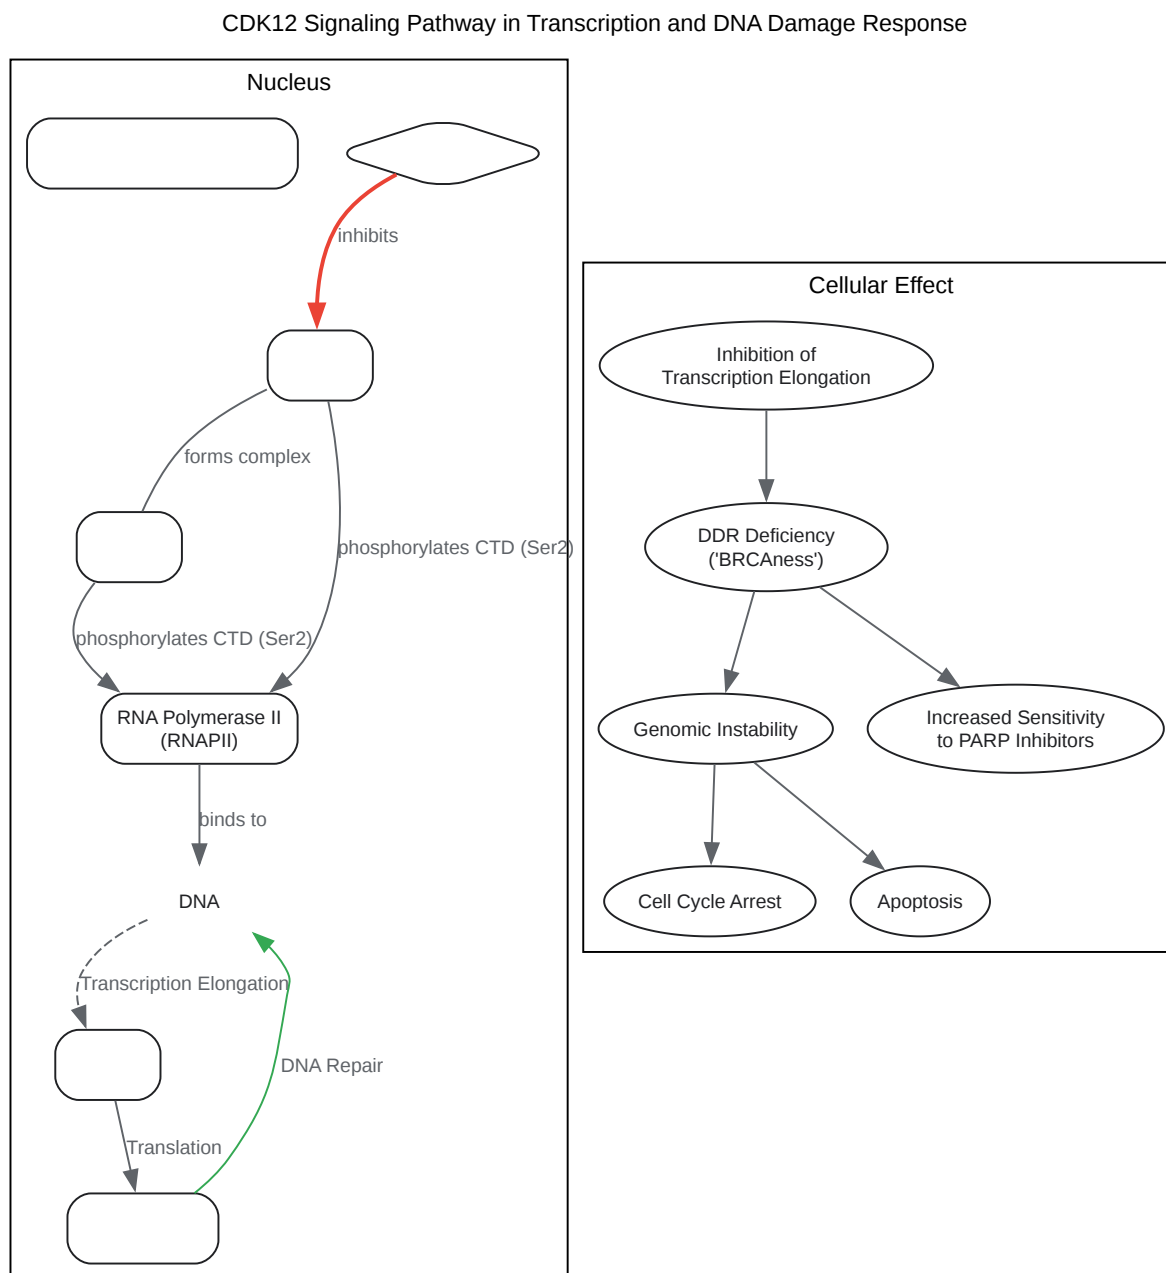 CDK12 Signaling Pathway in Transcription and DNA Damage Response
Nucleus
inhibits
forms complex
phosphorylates CTD (Ser2)
phosphorylates CTD (Ser2)
RNA Polymerase II
(RNAPII)
binds to
DNA
Transcription Elongation
DNA Repair
Translation
Cellular Effect
Inhibition of
Transcription Elongation
DDR Deficiency
('BRCAness')
Genomic Instability
Increased Sensitivity
to PARP Inhibitors
Cell Cycle Arrest
Apoptosis